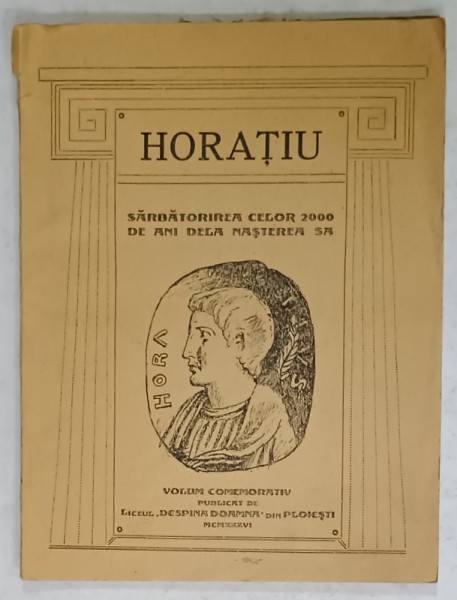 HORAȚIU
SĂRBĂTORIREA CELOR 2000
DE ANI DELA NAȘTEREA SA
HORA
VOLUM COMEMORATIV
PUBLICAT DE
LICEUL „DESPINA DOAMNA” DIN PLOIEȘTI
MCMXXXVI